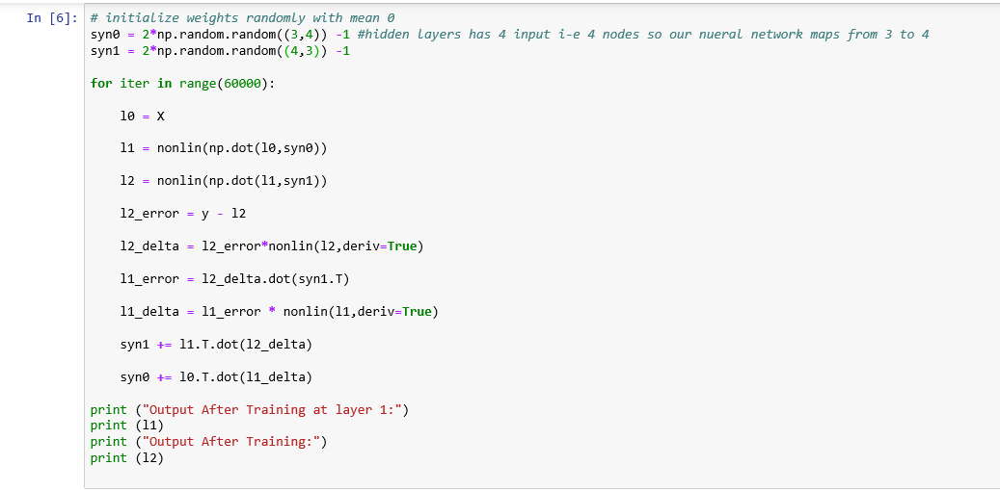 In [6]: # initialize weights randomly with mean 0
syn0 = 2*np.random.random((3,4)) -1 #hidden layers has 4 input i-e 4 nodes so our nueral network maps from 3 to 4
syn1 = 2*np.random.random((4,3)) -1
for iter in range(60000):
l0 = X
l1 = nonlin(np.dot(l0,syn0))
l2 = nonlin(np.dot(l1,syn1))
l2_error = y - l2
l2_delta = l2_error*nonlin(l2,deriv=True)
l1_error = l2_delta.dot(syn1.T)
l1_delta = l1_error * nonlin(l1,deriv=True)
syn1 += l1.T.dot(l2_delta)
syn0 += l0.T.dot(l1_delta)
print ("Output After Training at layer 1:")
print (l1)
print ("Output After Training:")
print (l2)